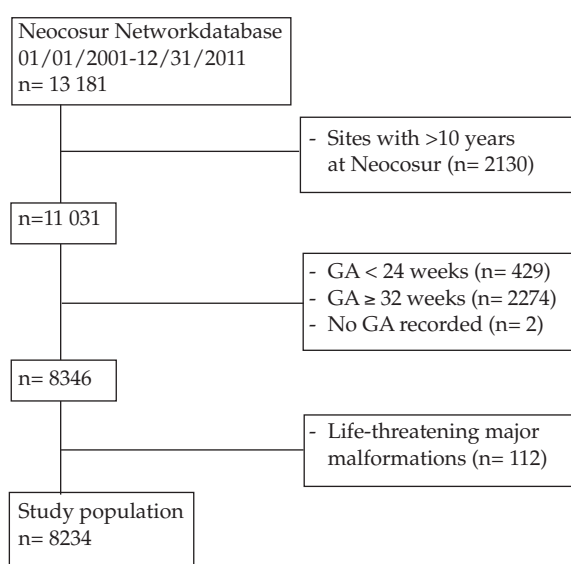 Neocosur Networkdatabase
01/01/2001-12/31/2011
n= 13 181
- Sites with >10 years
at Neocosur (n= 2130)
n=11 031
- GA < 24 weeks (n= 429)
- GA ≥ 32 weeks (n= 2274)
- No GA recorded (n= 2)
n= 8346
- Life-threatening major
malformations (n= 112)
Study population
n= 8234